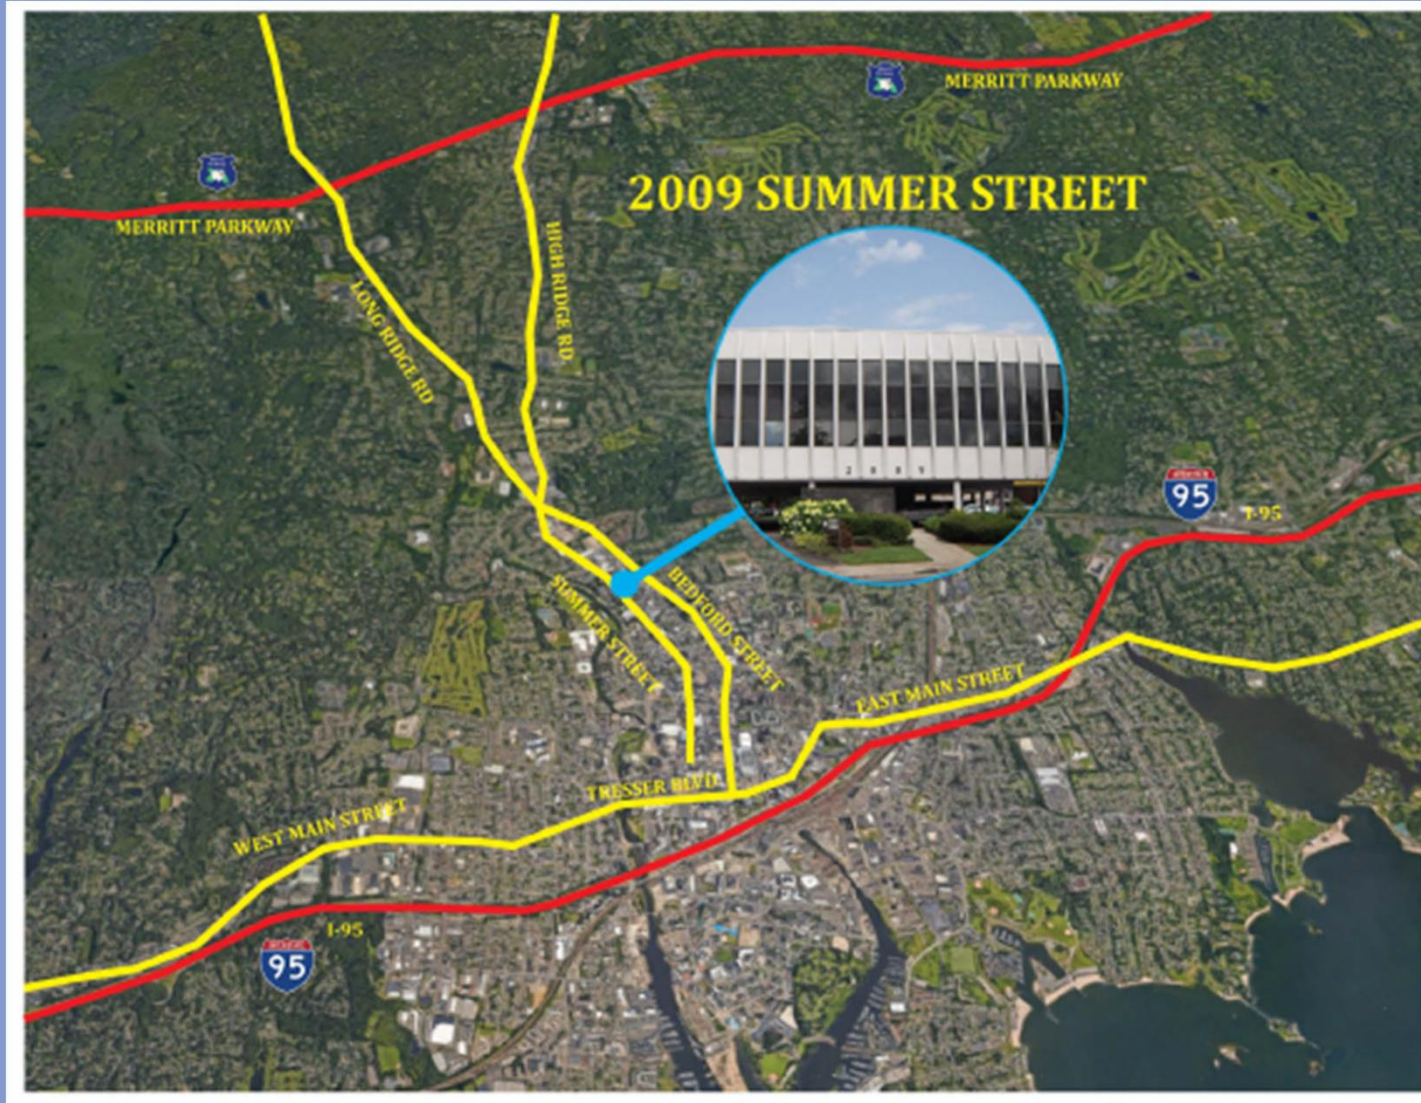 MERRITT PARKWAY
MERRITT PARKWAY
2009 SUMMER STREET
HIGH RIDGE RD
LONG RIDGE RD
2009
95
I-95
BEDFORD STREET
SUMMER STREET
EAST MAIN STREET
TRESSER BLVD.
WEST MAIN STREET
I-95
95